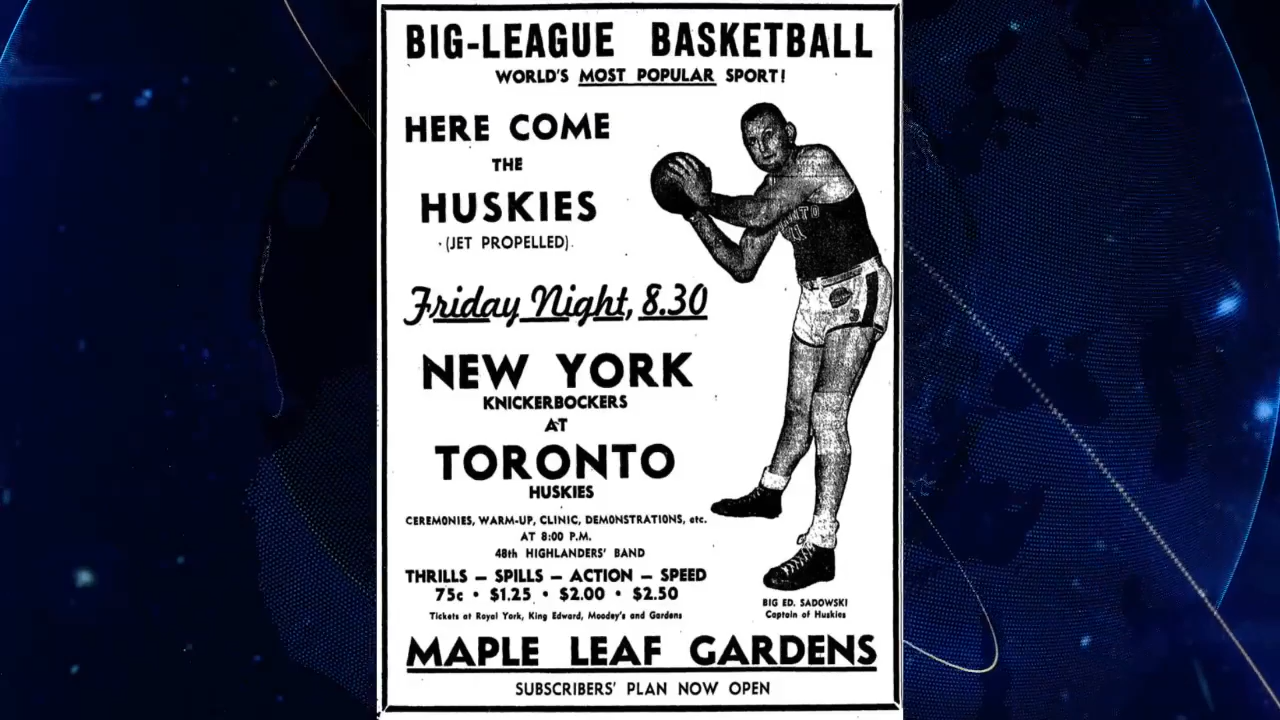 BIG-LEAGUE BASKETBALL
WORLD'S MOST POPULAR SPORT!
HERE COME
THE
HUSKIES
(JET PROPELLED)
Friday Night, 8.30
NEW YORK
KNICKERBOCKERS
AT
TORONTO
HUSKIES
CEREMONIES, WARM-UP, CLINIC, DEMONSTRATIONS, etc.
AT 8:00 P.M.
48th HIGHLANDERS' BAND
THRILLS — SPILLS — ACTION — SPEED
75c • $1.25 • $2.00 • $2.50
Tickets at Royal York, King Edward, Moodey's and Gardens
BIG ED. SADOWSKI
Captain of Huskies
MAPLE LEAF GARDENS
SUBSCRIBERS' PLAN NOW OPEN